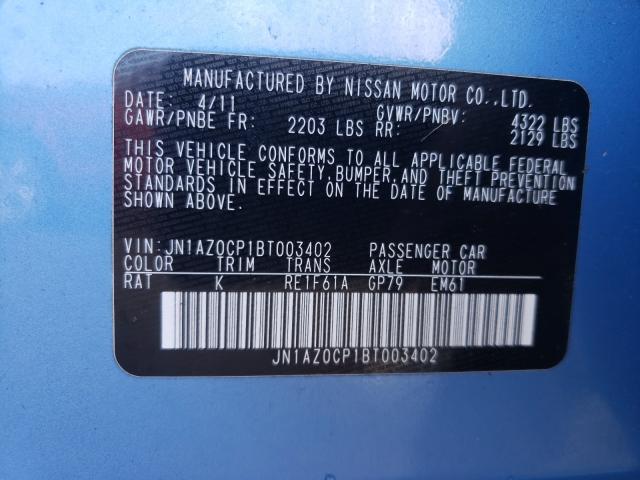 MANUFACTURED BY NISSAN MOTOR CO.,LTD.
DATE: 4/11 GVWR/PNBV: 4322 LBS
GAWR/PNBE FR: 2203 LBS RR: 2129 LBS
THIS VEHICLE CONFORMS TO ALL APPLICABLE FEDERAL
MOTOR VEHICLE SAFETY,BUMPER,AND THEFT PREVENTION
STANDARDS IN EFFECT ON THE DATE OF MANUFACTURE
SHOWN ABOVE.
VIN:JN1AZ0CP1BT003402 PASSENGER CAR
COLOR TRIM TRANS AXLE MOTOR
RAT K RE1F61A GP79 EM61
JN1AZ0CP1BT003402